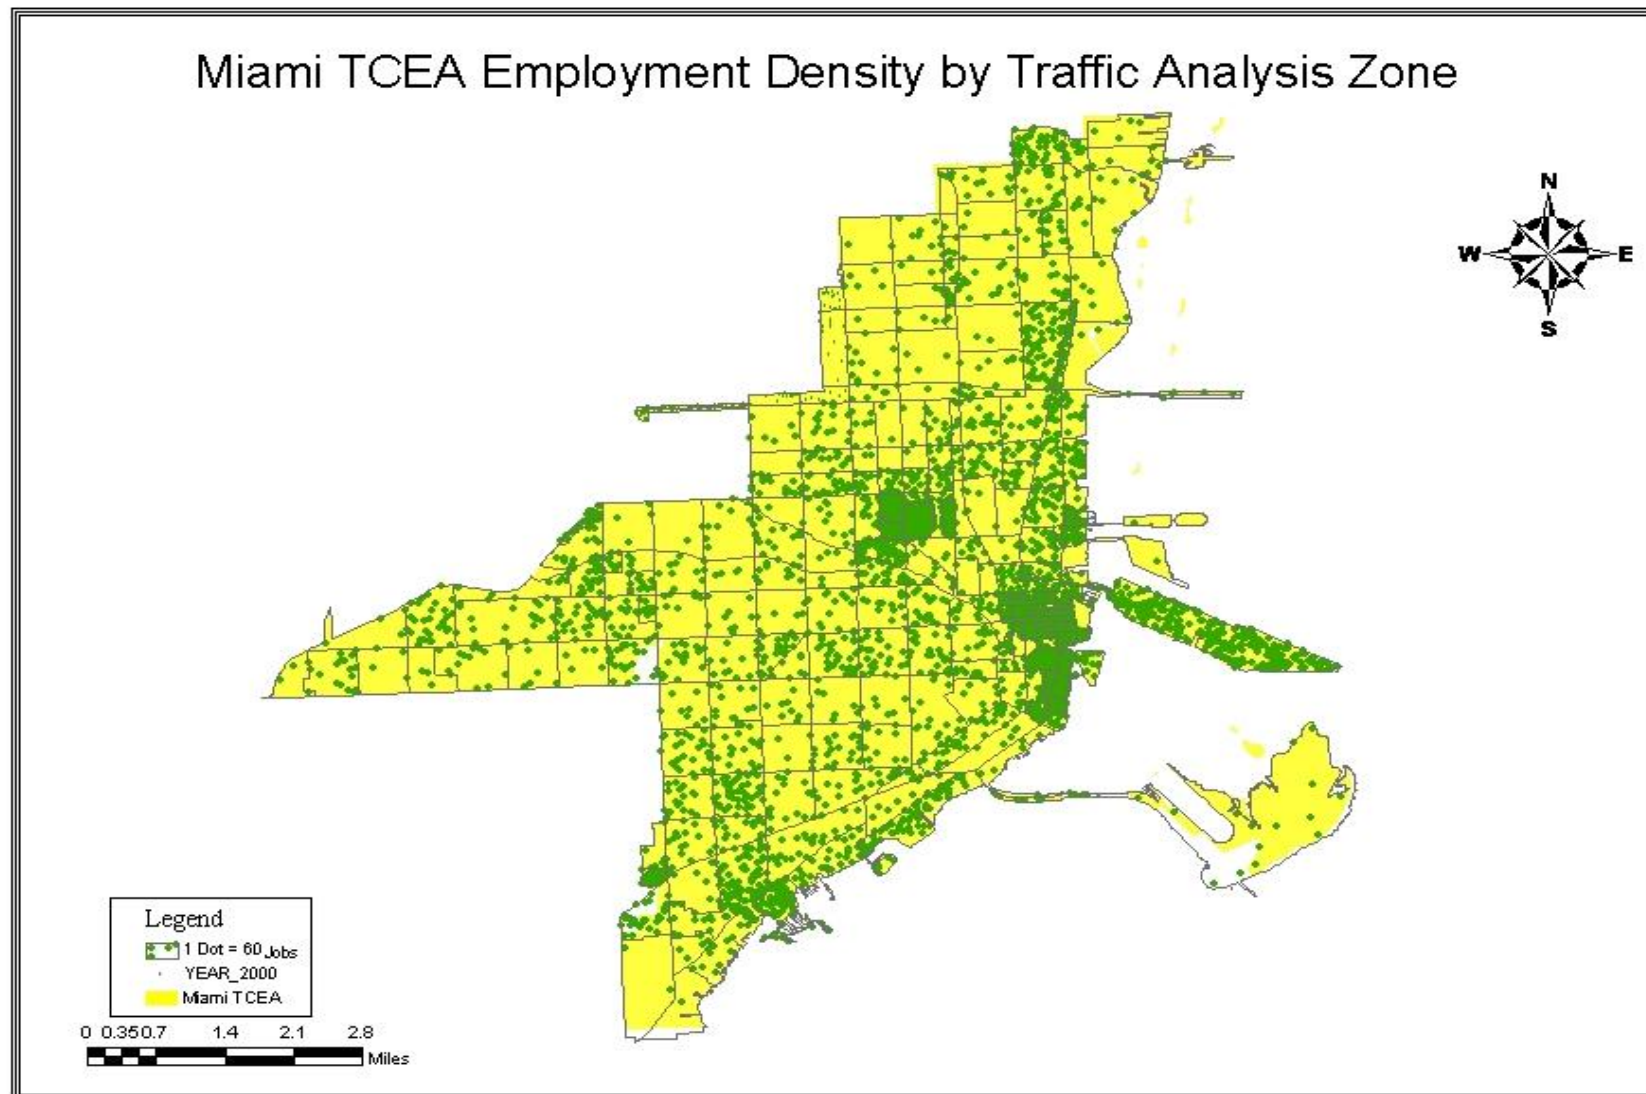 Miami TCEA Employment Density by Traffic Analysis Zone
N
W E
S
Legend
1 Dot = 60 Jobs
YEAR_2000
Miami TCEA
0 0.35 0.7 1.4 2.1 2.8
Miles